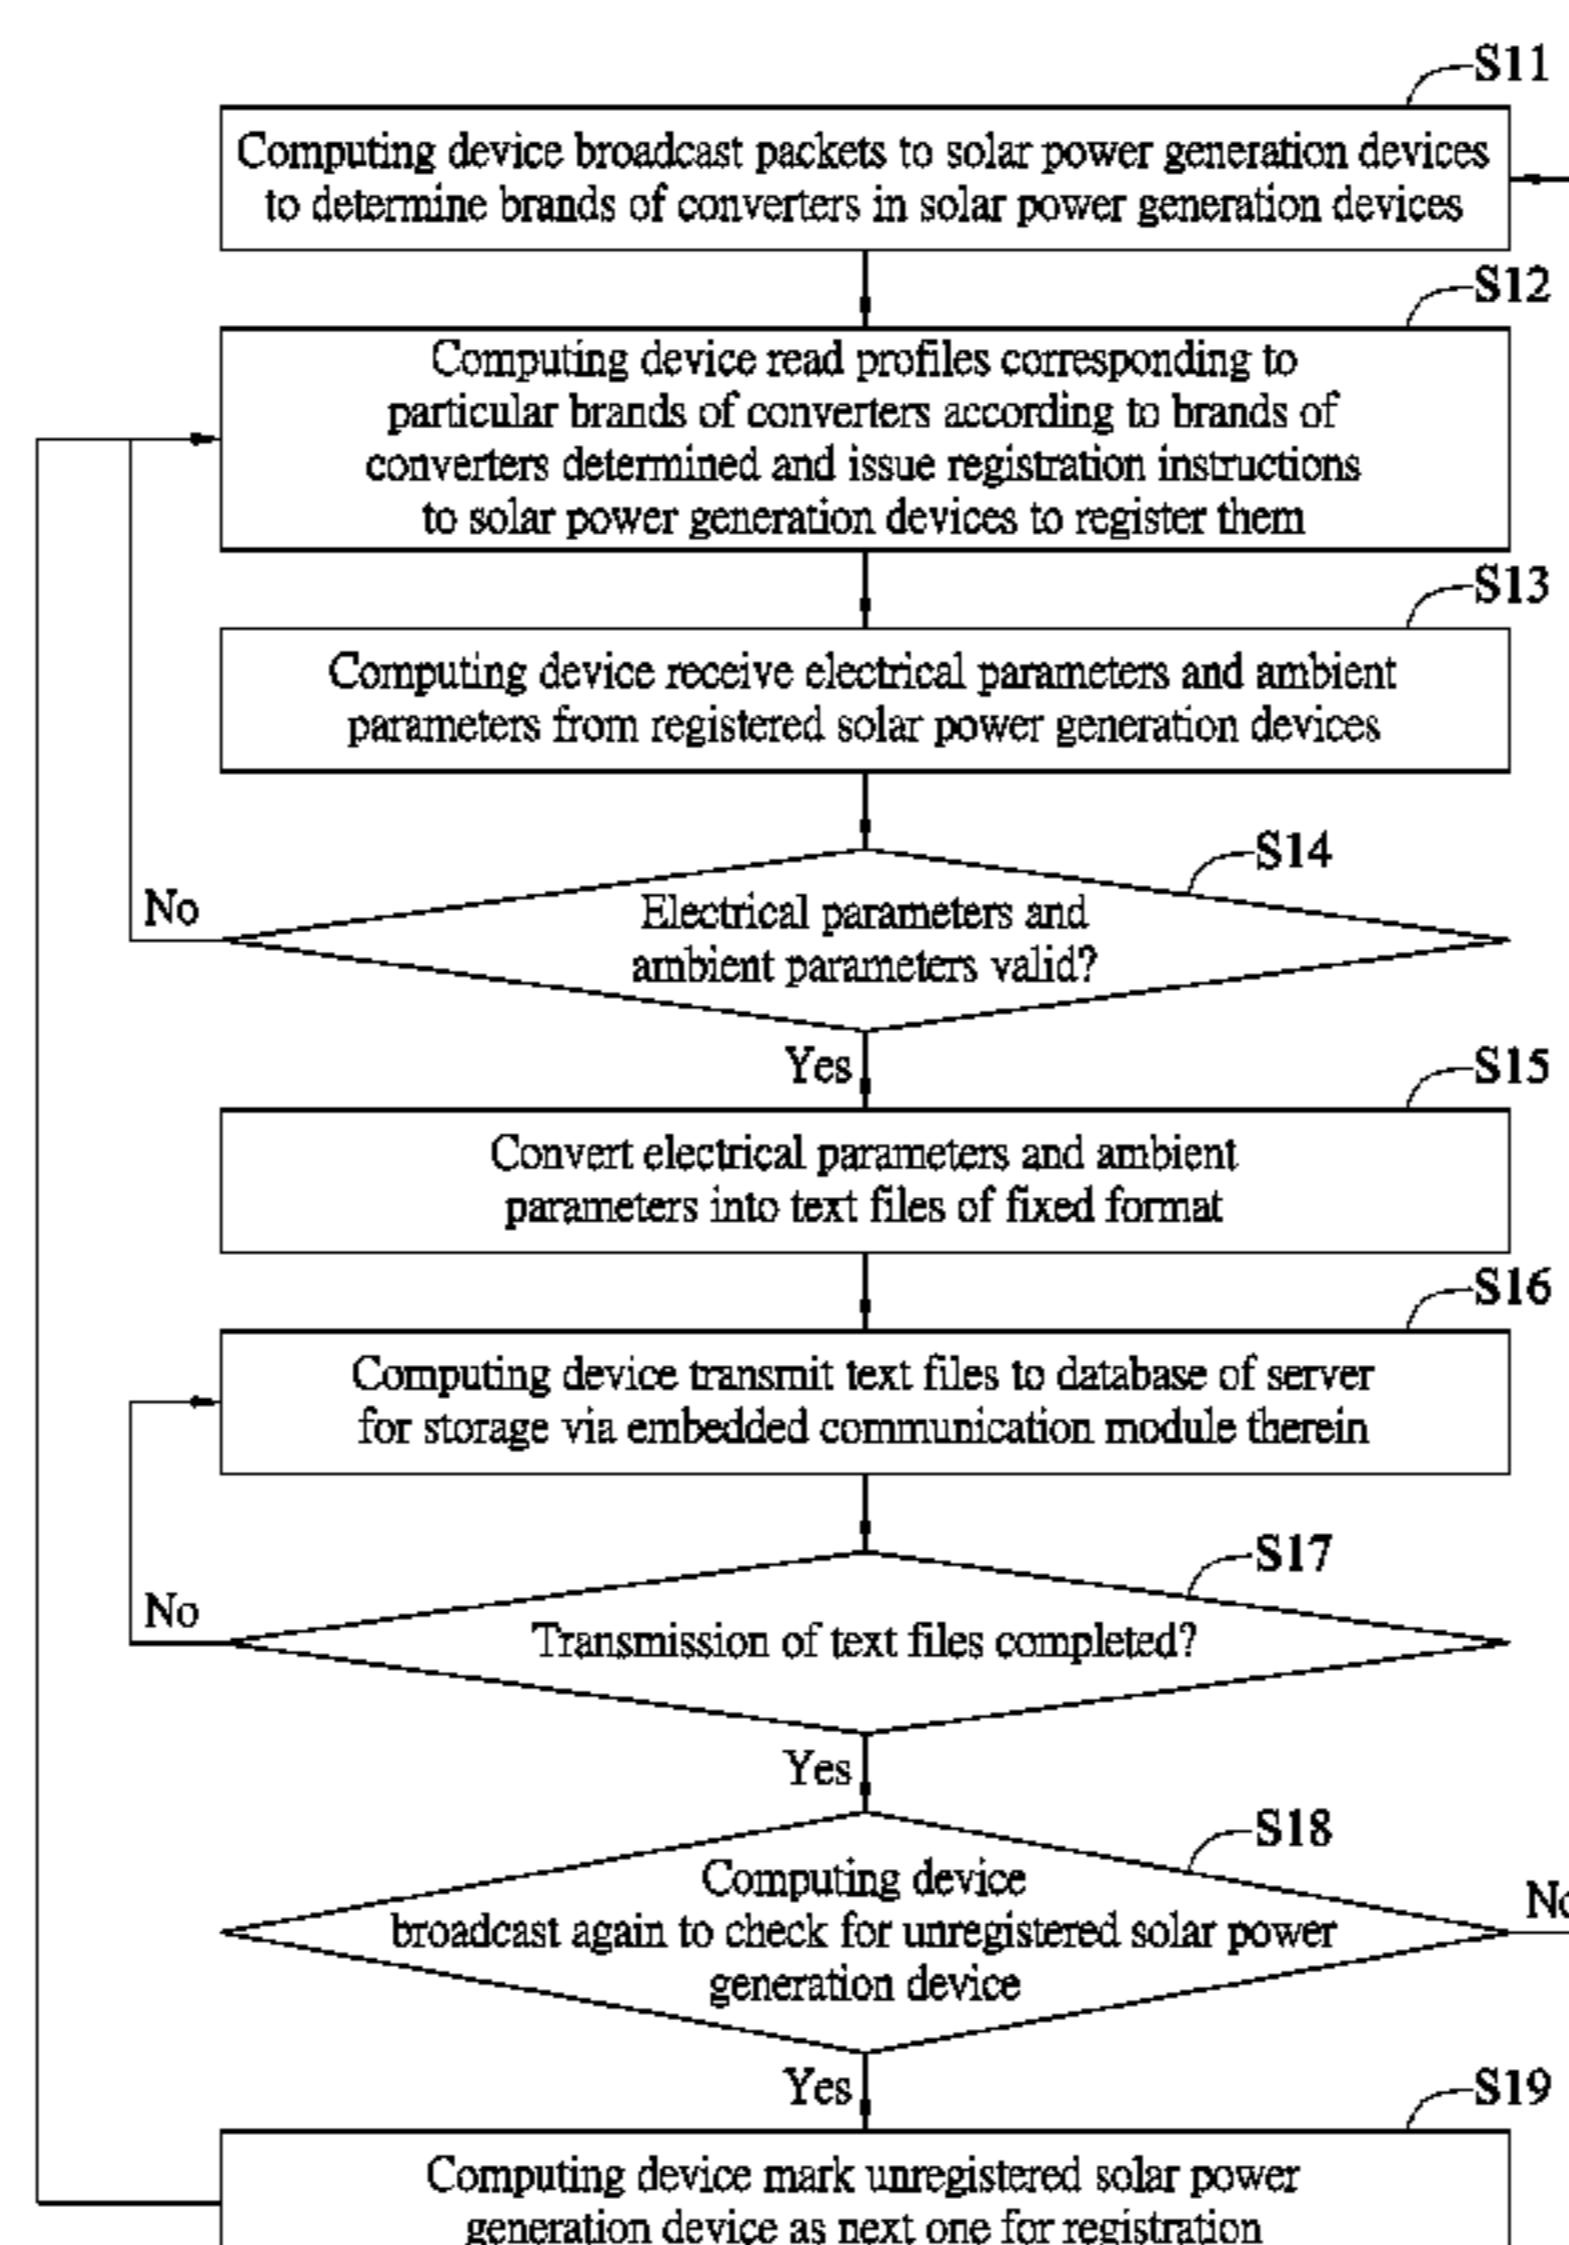 S11
Computing device broadcast packets to solar power generation devices
to determine brands of converters in solar power generation devices
S12
Computing device read profiles corresponding to
particular brands of converters according to brands of
converters determined and issue registration instructions
to solar power generation devices to register them
S13
Computing device receive electrical parameters and ambient
parameters from registered solar power generation devices
S14
No
Electrical parameters and
ambient parameters valid?
Yes
S15
Convert electrical parameters and ambient
parameters into text files of fixed format
S16
Computing device transmit text files to database of server
for storage via embedded communication module therein
S17
No
Transmission of text files completed?
Yes
S18
Computing device
broadcast again to check for unregistered solar power
generation device
No
Yes
S19
Computing device mark unregistered solar power
generation device as next one for registration